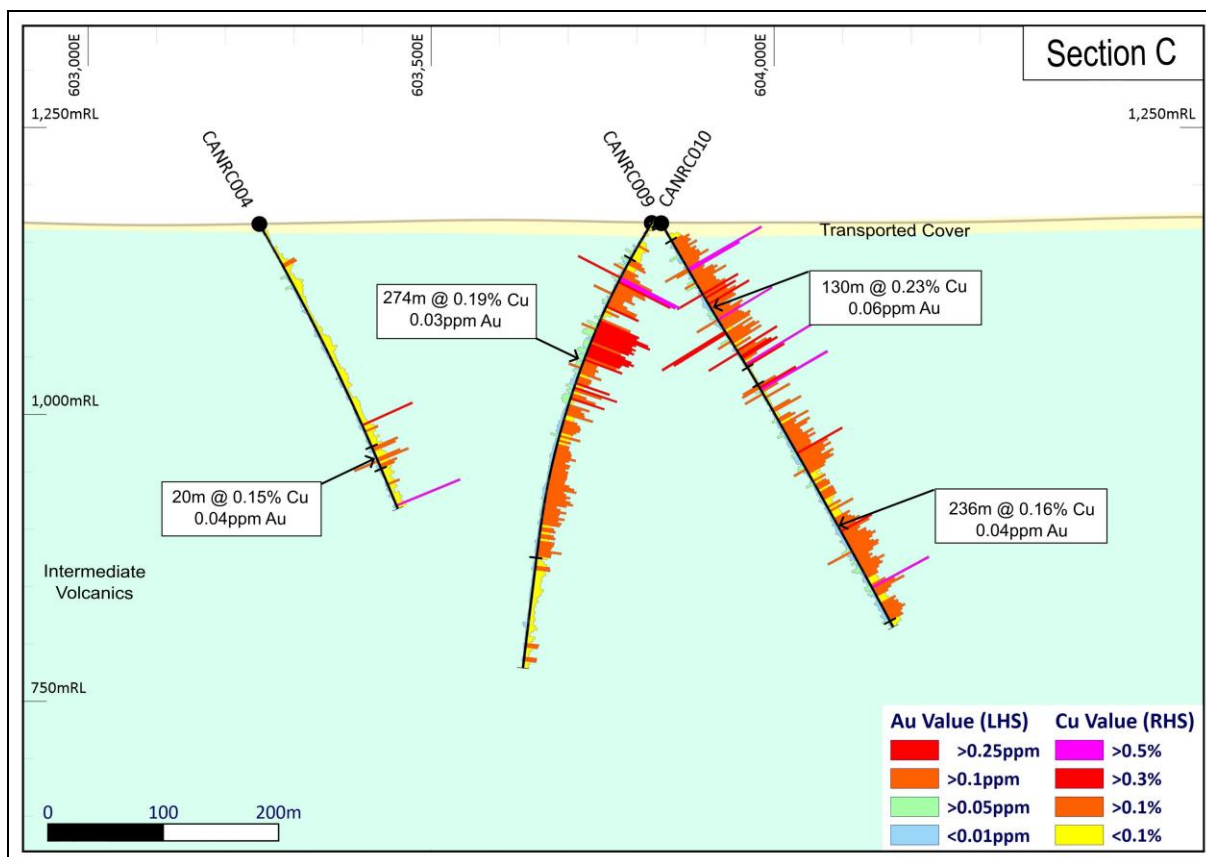 Section C
603,000E
603,500E
604,000E
1,250mRL
1,250mRL
CANRC004
CANRC009
CANRC010
Transported Cover
274m @ 0.19% Cu
0.03ppm Au
130m @ 0.23% Cu
0.06ppm Au
1,000mRL
20m @ 0.15% Cu
0.04ppm Au
236m @ 0.16% Cu
0.04ppm Au
Intermediate
Volcanics
750mRL
Au Value (LHS)
>0.25ppm
>0.1ppm
>0.05ppm
<0.01ppm
Cu Value (RHS)
>0.5%
>0.3%
>0.1%
<0.1%
0 100 200m